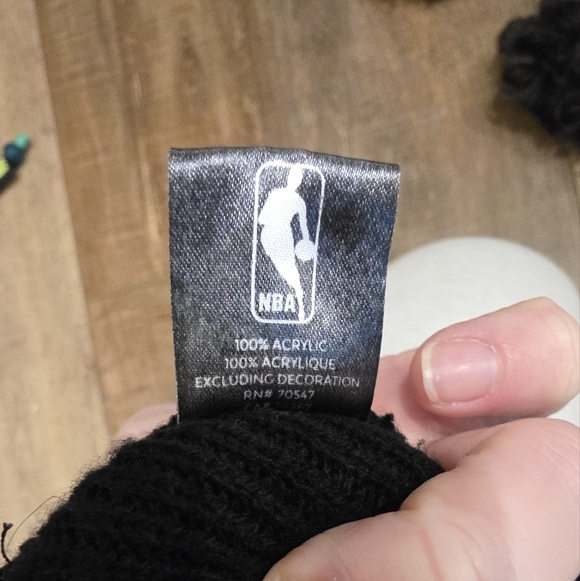 NBA
100% ACRYLIC
100% ACRYLIQUE
EXCLUDING DECORATION
RN# 70547